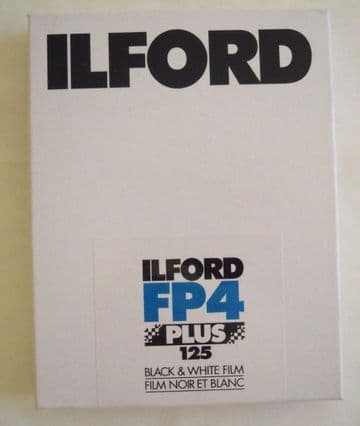 ILFORD
ILFORD
FP4
PLUS
125
BLACK & WHITE FILM
FILM NOIR ET BLANC